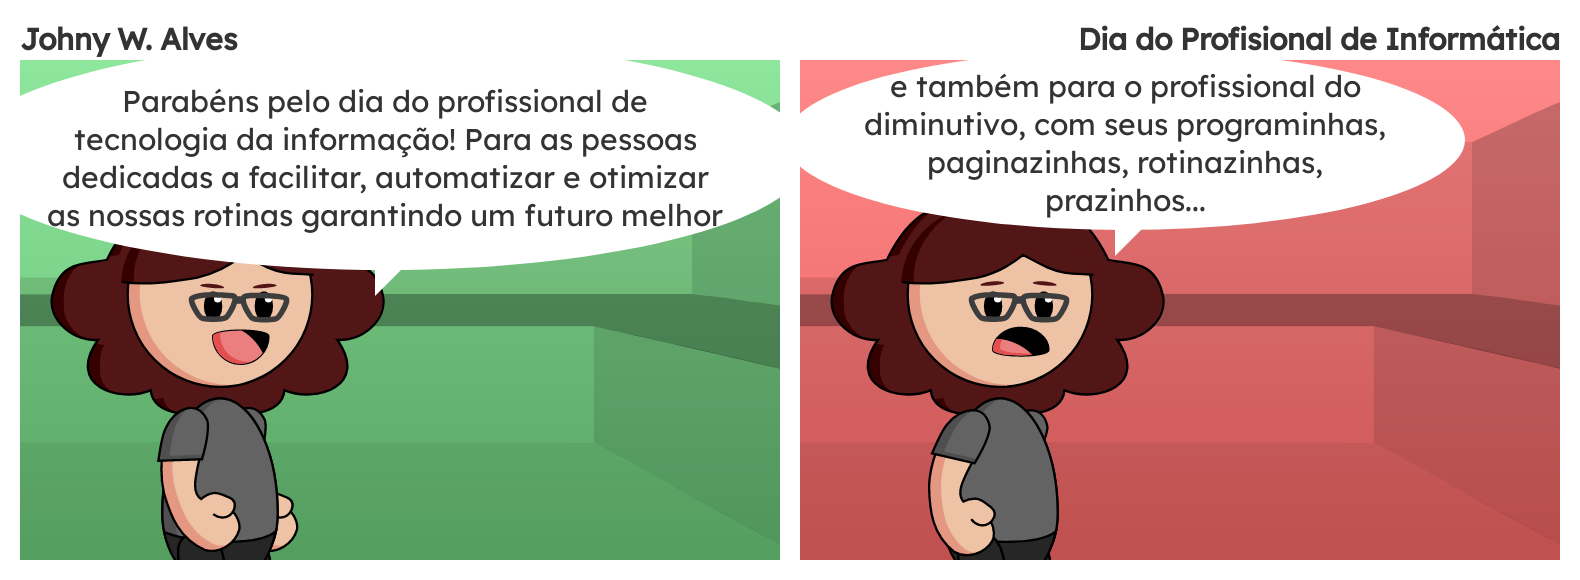 Johny W. Alves
Dia do Profisional de Informática
Parabéns pelo dia do profissional de
tecnologia da informação! Para as pessoas
dedicadas a facilitar, automatizar e otimizar
as nossas rotinas garantindo um futuro melhor
e também para o profissional do
diminutivo, com seus programinhas,
paginazinhas, rotinazinhas,
prazinhos...